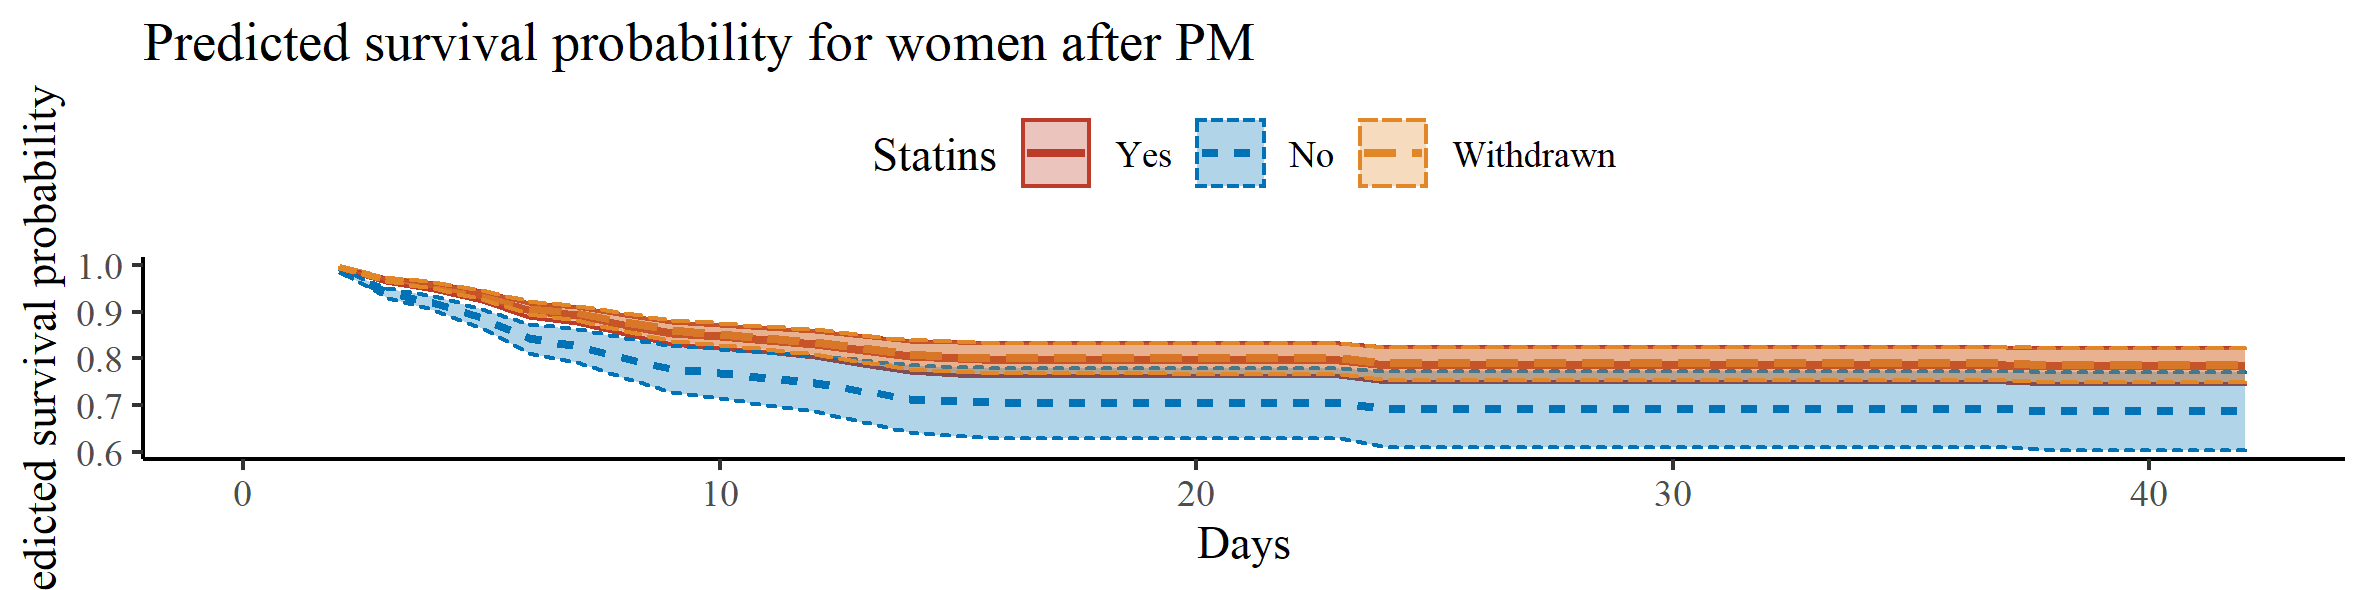 Predicted survival probability for women after PM
Statins Yes No Withdrawn
edicted survival probability
1.0
0.9
0.8
0.7
0.6
0 10 20 30 40
Days